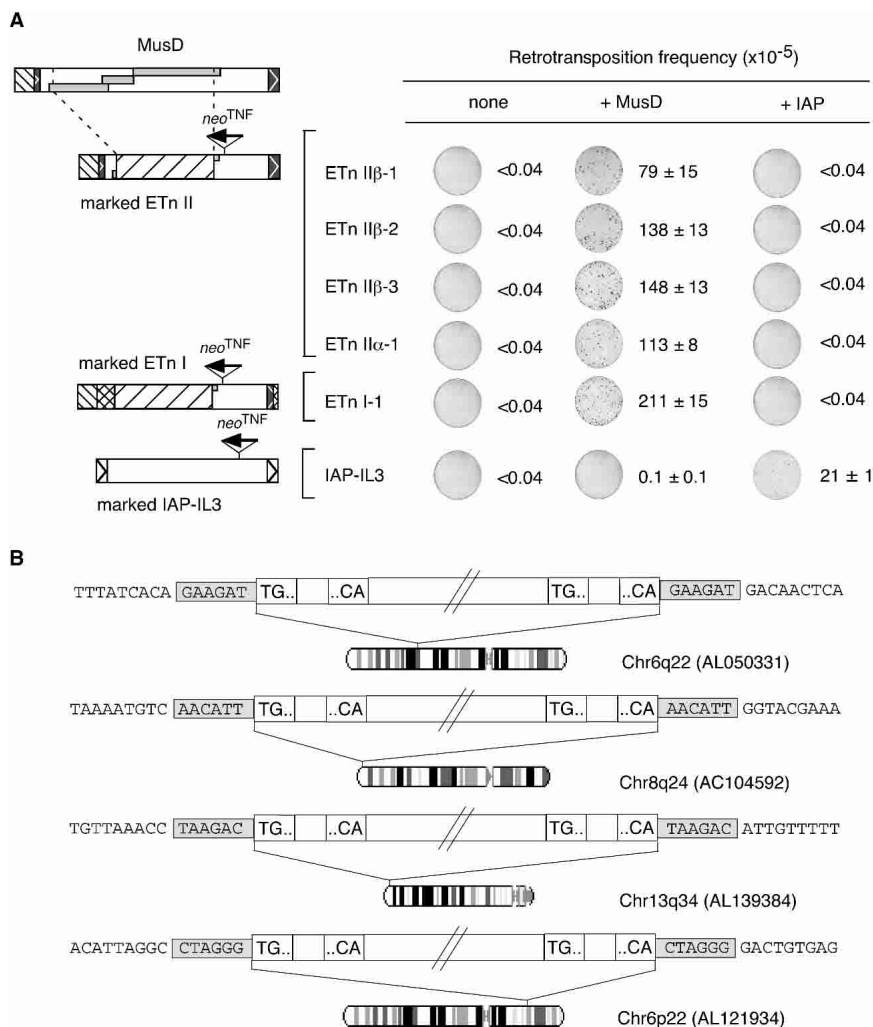 A
MusD
neoTNF
marked ETn II
marked ETn I
neoTNF
neoTNF
marked IAP-IL3
Retrotransposition frequency (x10-5)
none + MusD + IAP
ETn IIβ-1 <0.04 79 ± 15 <0.04
ETn IIβ-2 <0.04 138 ± 13 <0.04
ETn IIβ-3 <0.04 148 ± 13 <0.04
ETn IIα-1 <0.04 113 ± 8 <0.04
ETn I-1 <0.04 211 ± 15 <0.04
IAP-IL3 <0.04 0.1 ± 0.1 21 ± 1
B
TTTATCACA GAAGAT TG.. ..CA TG.. ..CA GAAGAT GACAACTCA
Chr6q22 (AL050331)
TAAAATGTC AACATT TG.. ..CA TG.. ..CA AACATT GGTACGAAA
Chr8q24 (AC104592)
TGTTAAACC TAAGAC TG.. ..CA TG.. ..CA TAAGAC ATTGTTTTT
Chr13q34 (AL139384)
ACATTAGGC CTAGGG TG.. ..CA TG.. ..CA CTAGGG GACTGTGAG
Chr6p22 (AL121934)